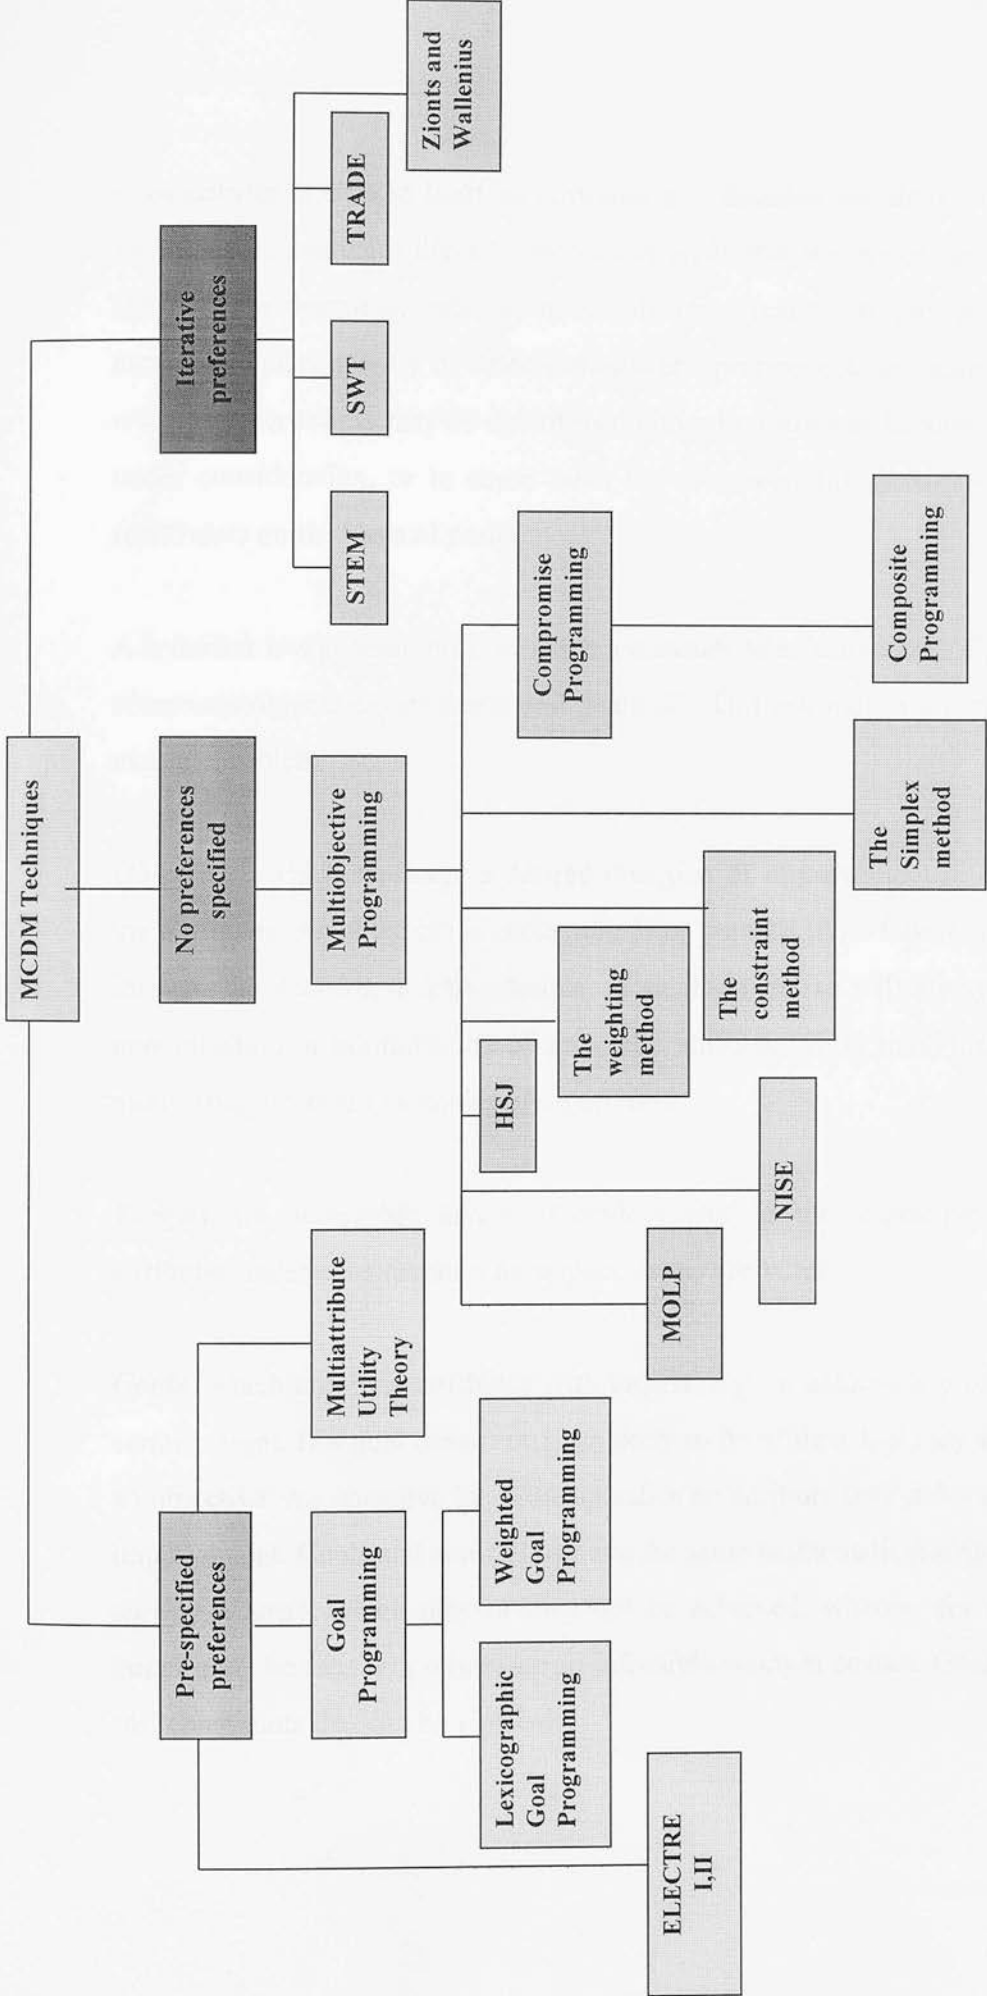 MCDM Techniques
Pre-specified
preferences
No preferences
specified
Iterative
preferences
Goal
Programming
Multiattribute
Utility
Theory
Multiobjective
Programming
STEM
SWT
TRADE
Zionts and
Wallenius
Lexicographic
Goal
Programming
Weighted
Goal
Programming
ELECTRE
I,II
MOLP
NISE
HSJ
The
weighting
method
The
constraint
method
The
Simplex
method
Compromise
Programming
Composite
Programming